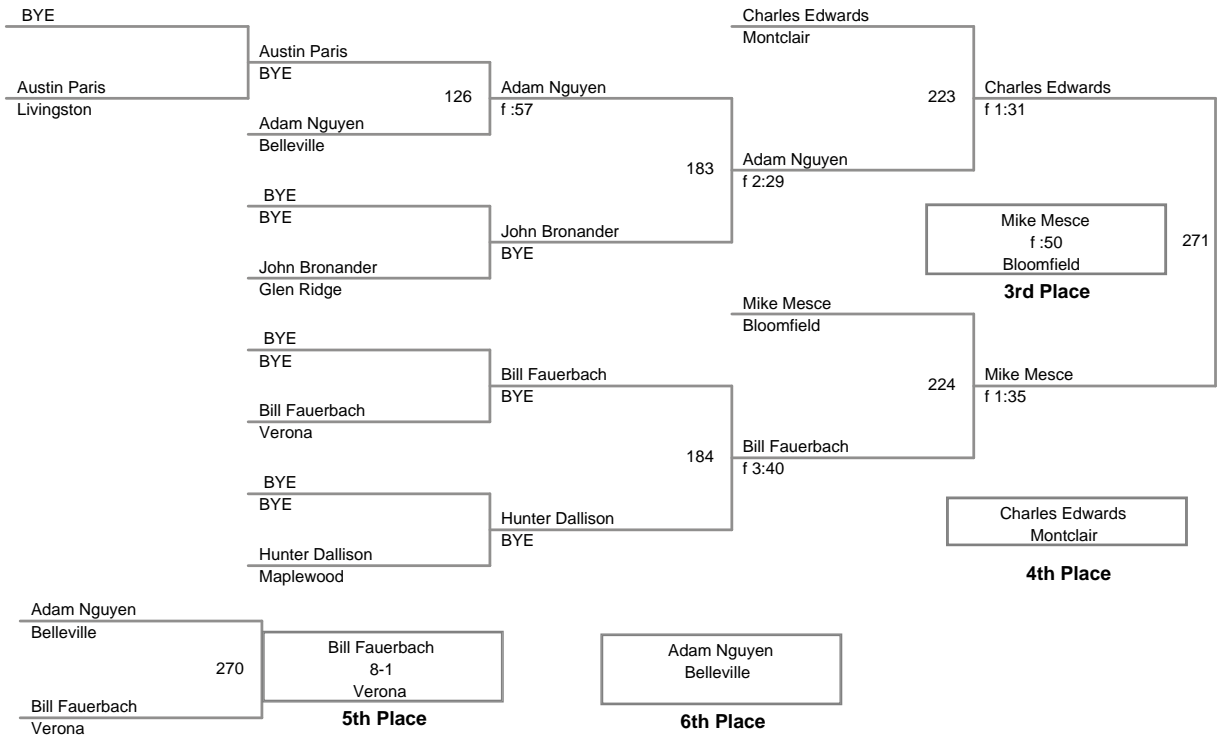 BYE
Austin Paris
Livingston
Austin Paris
BYE
126
Adam Nguyen
Belleville
BYE
BYE
John Bronander
Glen Ridge
BYE
BYE
Bill Fauerbach
Verona
BYE
BYE
Hunter Dallison
Maplewood
Adam Nguyen
f :57
183
John Bronander
BYE
Bill Fauerbach
BYE
184
Hunter Dallison
BYE
Charles Edwards
Montclair
223
Adam Nguyen
f 2:29
Mike Mesce
Bloomfield
224
Bill Fauerbach
f 3:40
Charles Edwards
f 1:31
271
Mike Mesce
f 1:35
Mike Mesce
f :50
Bloomfield
3rd Place
Charles Edwards
Montclair
4th Place
Adam Nguyen
Belleville
270
Bill Fauerbach
Verona
Bill Fauerbach
8-1
Verona
5th Place
Adam Nguyen
Belleville
6th Place